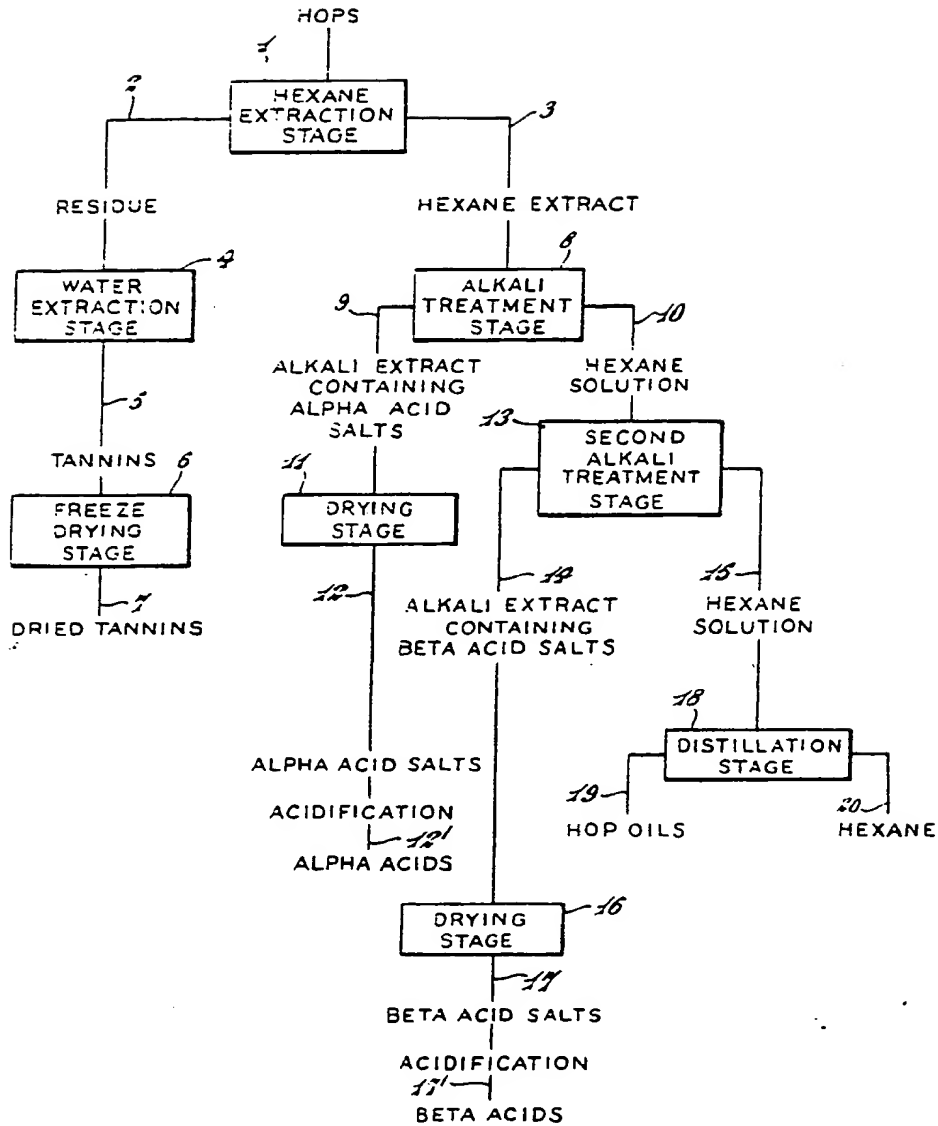 HOPS
1
HEXANE
EXTRACTION
STAGE
2
3
RESIDUE
HEXANE EXTRACT
4
WATER
EXTRACTION
STAGE
8
ALKALI
TREATMENT
STAGE
9
10
ALKALI EXTRACT
CONTAINING
ALPHA ACID
SALTS
HEXANE
SOLUTION
5
13
SECOND
ALKALI
TREATMENT
STAGE
TANNINS
6
FREEZE
DRYING
STAGE
11
DRYING
STAGE
7
DRIED TANNINS
12
14
ALKALI EXTRACT
CONTAINING
BETA ACID SALTS
15
HEXANE
SOLUTION
18
DISTILLATION
STAGE
19
HOP OILS
20
HEXANE
ALPHA ACID SALTS
ACIDIFICATION
12'
ALPHA ACIDS
16
DRYING
STAGE
17
BETA ACID SALTS
ACIDIFICATION
17'
BETA ACIDS